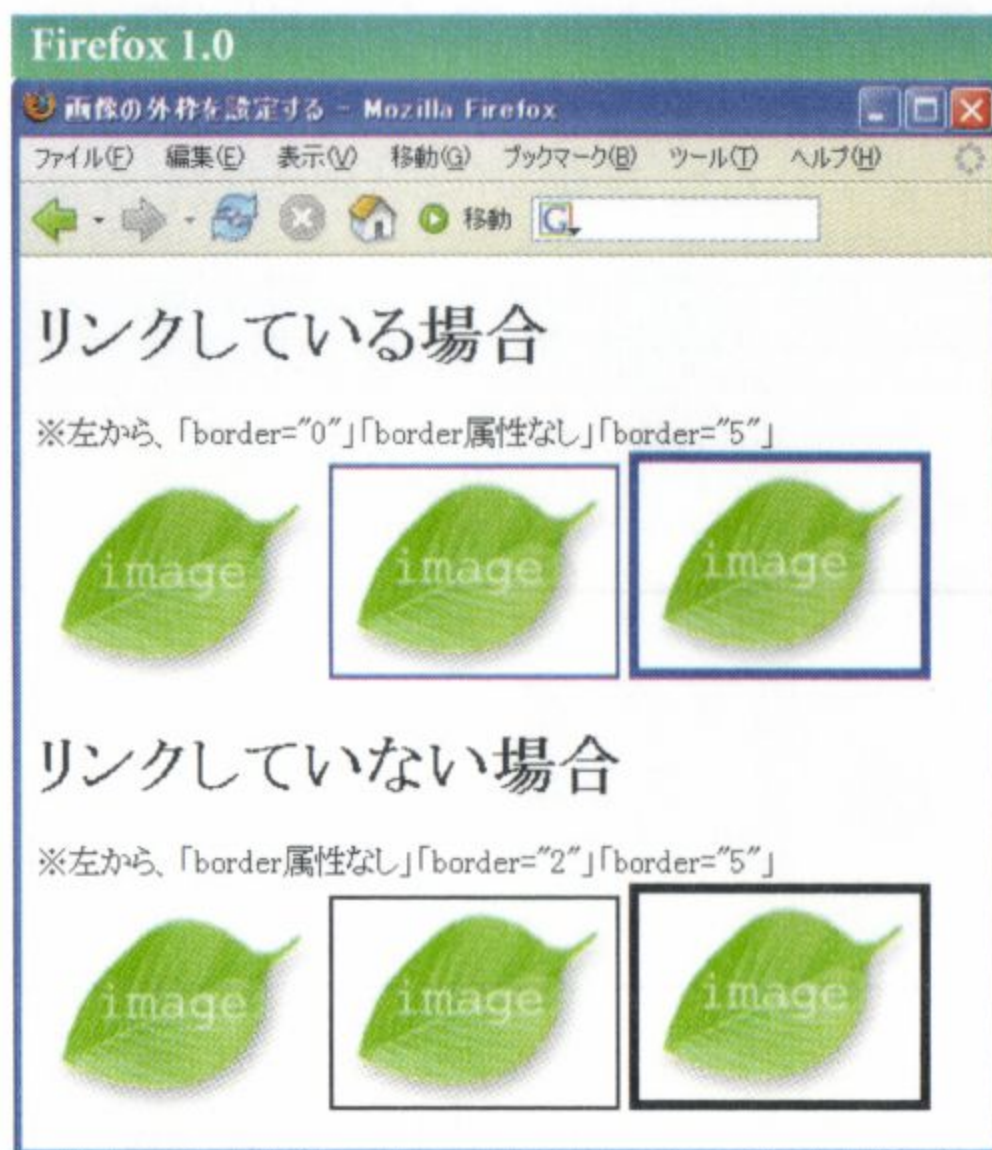 Firefox 1.0
画像の外枠を設定する - Mozilla Firefox
ファイル(F) 編集(E) 表示(V) 移動(G) ブックマーク(B) ツール(T) ヘルプ(H)
移動 G
リンクしている場合
※左から、「border="0"」「border属性なし」「border="5"」
image image image
リンクしていない場合
※左から、「border属性なし」「border="2"」「border="5"」
image image image